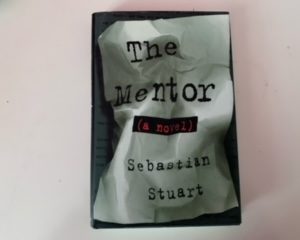 The
Mentor
(a novel)
Sebastian
Stuart